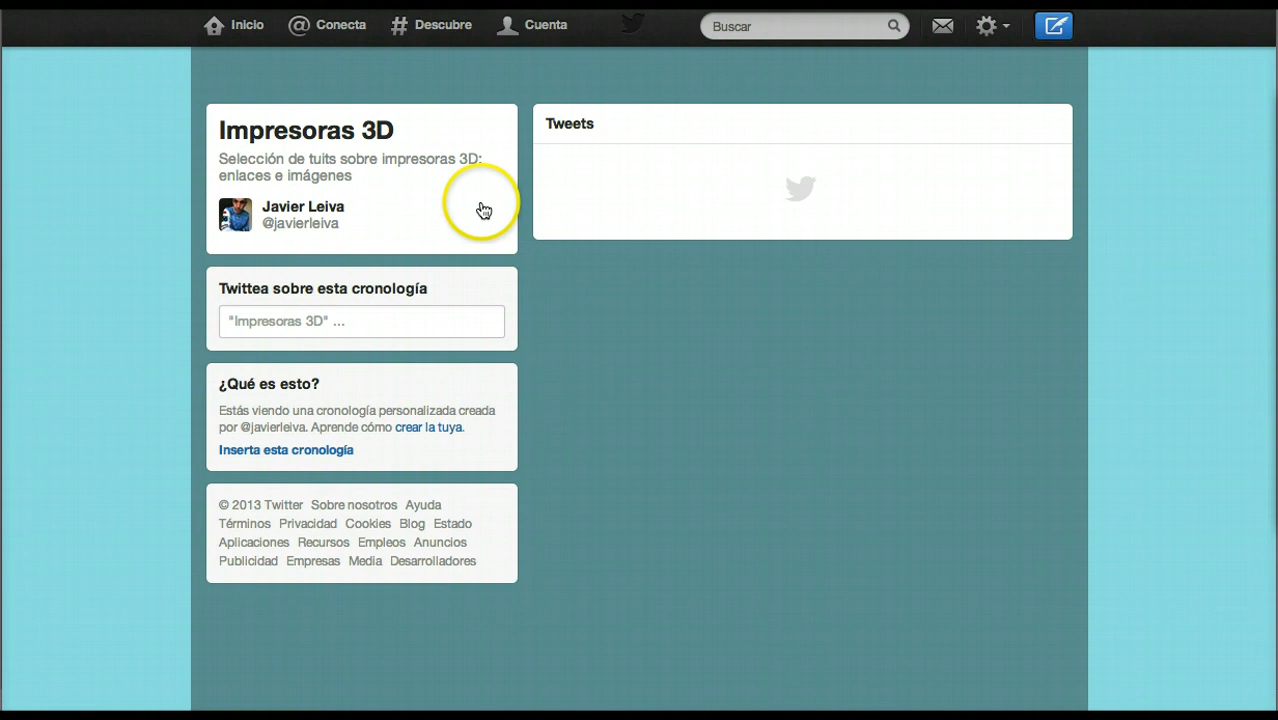 Inicio
Conecta
Descubre
Cuenta
Buscar
Impresoras 3D
Selección de tuits sobre impresoras 3D:
enlaces e imágenes
Javier Leiva
@javierleiva
Twittea sobre esta cronología
"Impresoras 3D" ...
¿Qué es esto?
Estás viendo una cronología personalizada creada
por @javierleiva. Aprende cómo crear la tuya.
Inserta esta cronología
© 2013 Twitter Sobre nosotros Ayuda
Términos Privacidad Cookies Blog Estado
Aplicaciones Recursos Empleos Anuncios
Publicidad Empresas Media Desarrolladores
Tweets